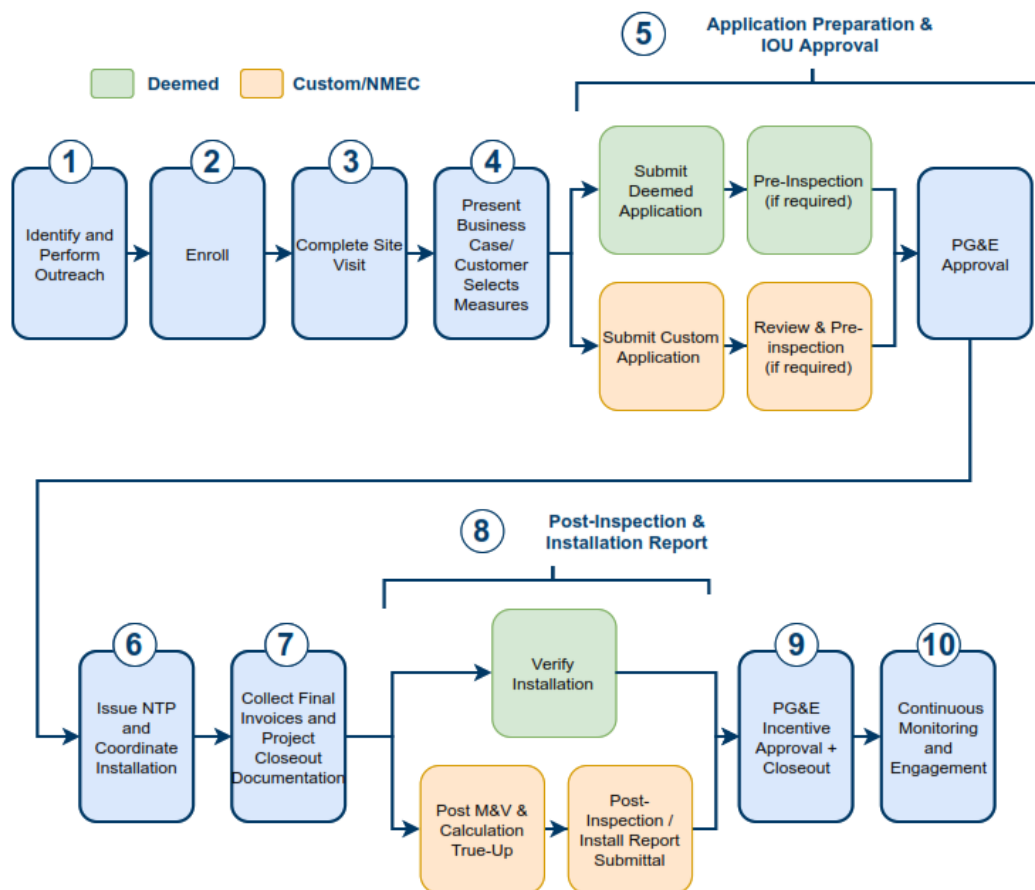 5
Application Preparation &
IOU Approval
Deemed
Custom/NMEC
1
Identify and
Perform
Outreach
2
Enroll
3
Complete Site
Visit
4
Present
Business
Case/
Customer
Selects
Measures
Submit
Deemed
Application
Pre-Inspection
(if required)
Submit Custom
Application
Review & Pre-
inspection
(if required)
PG&E
Approval
8
Post-Inspection &
Installation Report
6
Issue NTP
and
Coordinate
Installation
7
Collect Final
Invoices and
Project
Closeout
Documentation
Verify
Installation
Post M&V &
Calculation
True-Up
Post-
Inspection /
Install Report
Submittal
9
PG&E
Incentive
Approval +
Closeout
10
Continuous
Monitoring
and
Engagement